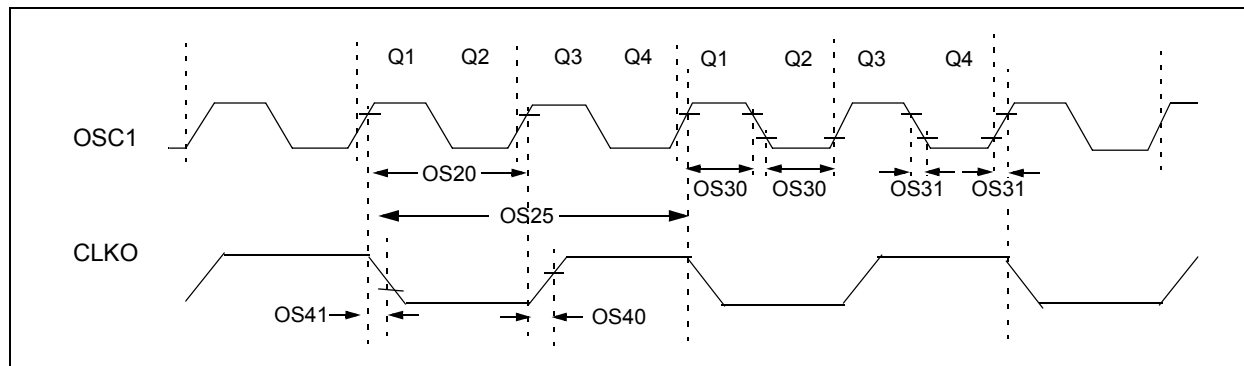 Q1 Q2 Q3 Q4 Q1 Q2 Q3 Q4
OSC1
OS20 OS30 OS30 OS31 OS31
OS25
CLKO
OS41 OS40